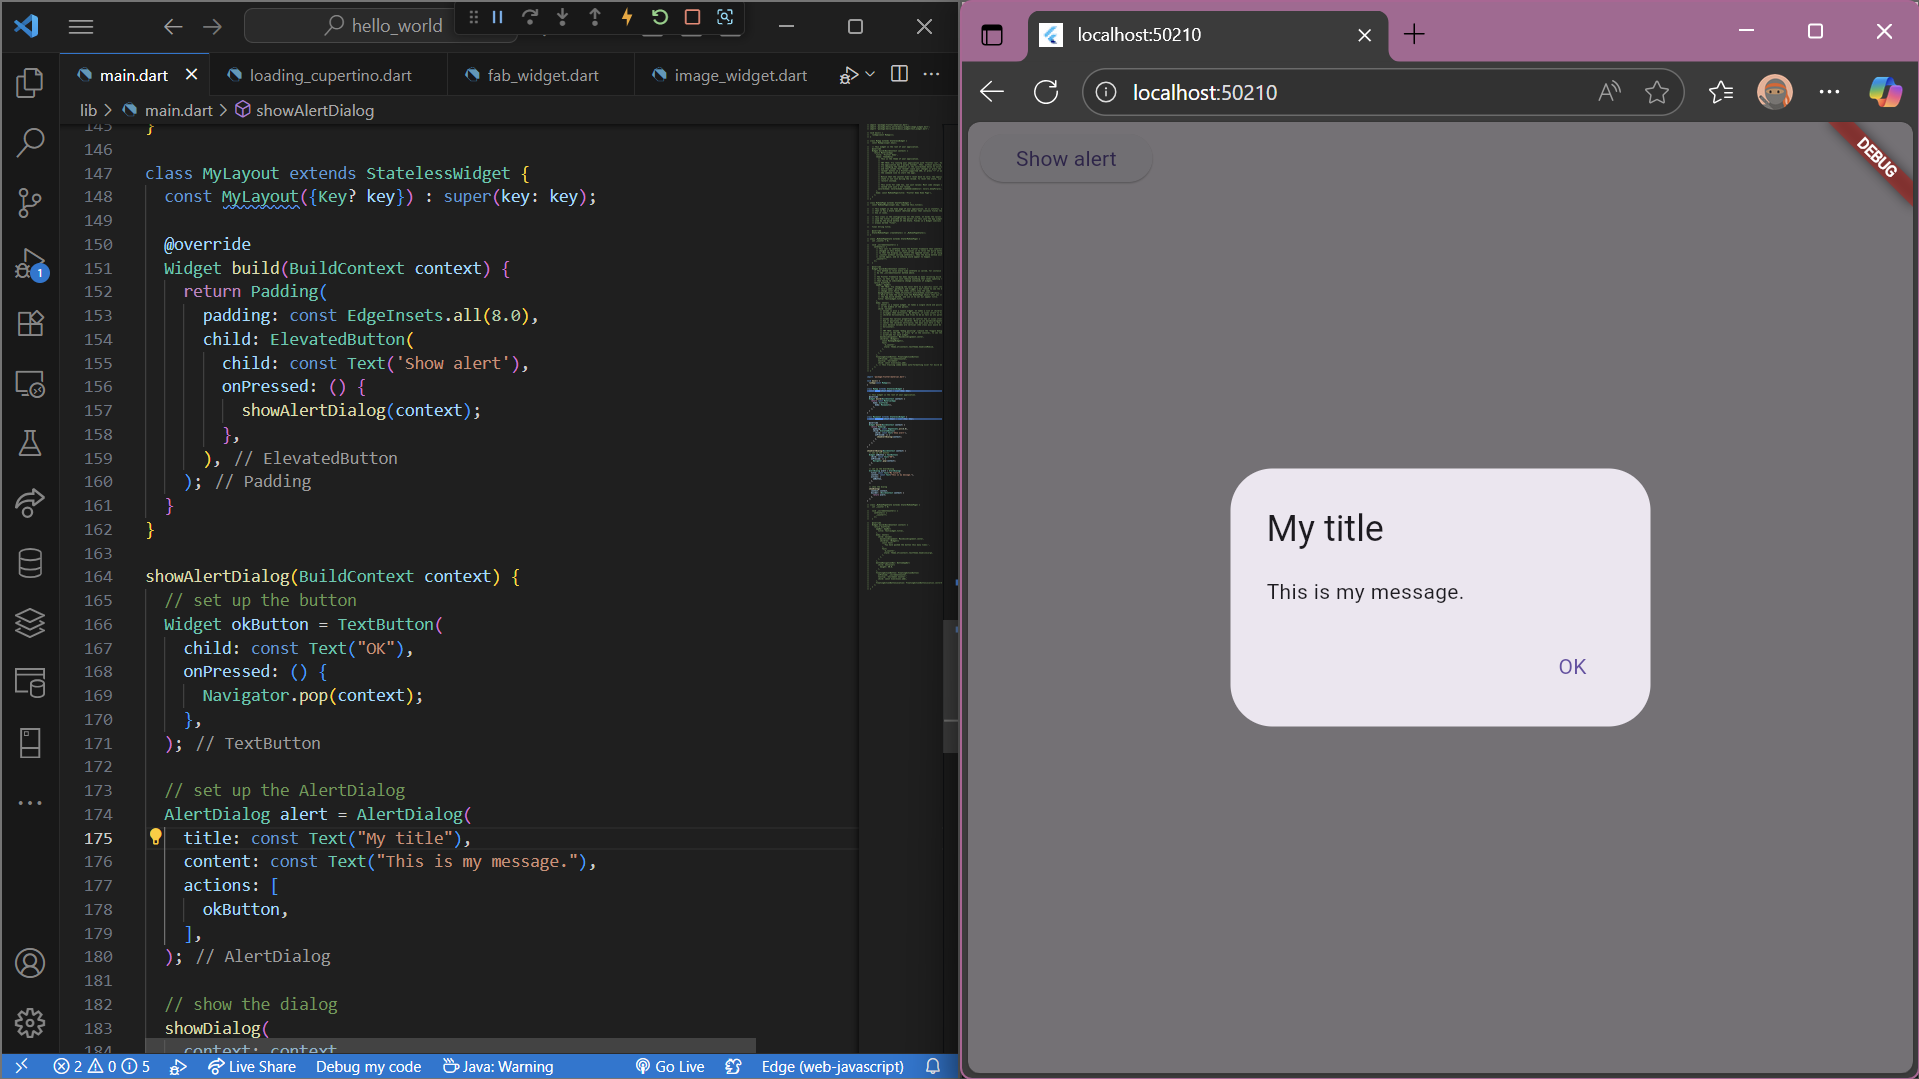 hello_world
main.dart
loading_cupertino.dart
fab_widget.dart
image_widget.dart
lib > main.dart > showAlertDialog
145 }
146
147 class MyLayout extends StatelessWidget {
148 const MyLayout({Key? key}) : super(key: key);
149
150 @override
151 Widget build(BuildContext context) {
152 return Padding(
153 padding: const EdgeInsets.all(8.0),
154 child: ElevatedButton(
155 child: const Text('Show alert'),
156 onPressed: () {
157 showAlertDialog(context);
158 },
159 ), // ElevatedButton
160 ); // Padding
161 }
162 }
163
164 showAlertDialog(BuildContext context) {
165 // set up the button
166 Widget okButton = TextButton(
167 child: const Text("OK"),
168 onPressed: () {
169 Navigator.pop(context);
170 },
171 ); // TextButton
172
173 // set up the AlertDialog
174 AlertDialog alert = AlertDialog(
175 title: const Text("My title"),
176 content: const Text("This is my message."),
177 actions: [
178 okButton,
179 ],
180 ); // AlertDialog
181
182 // show the dialog
183 showDialog(
184 context: context
1
2 0 5 Live Share Debug my code Java: Warning Go Live Edge (web-javascript)
localhost:50210
localhost:50210
Show alert
DEBUG
My title
This is my message.
OK